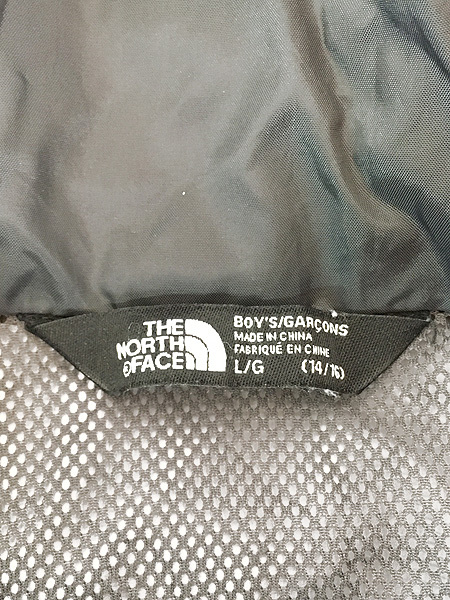 THE
NORTH
FACE
BOY'S/GARÇONS
MADE IN CHINA
FABRIQUÉ EN CHINE
L/G (14/16)